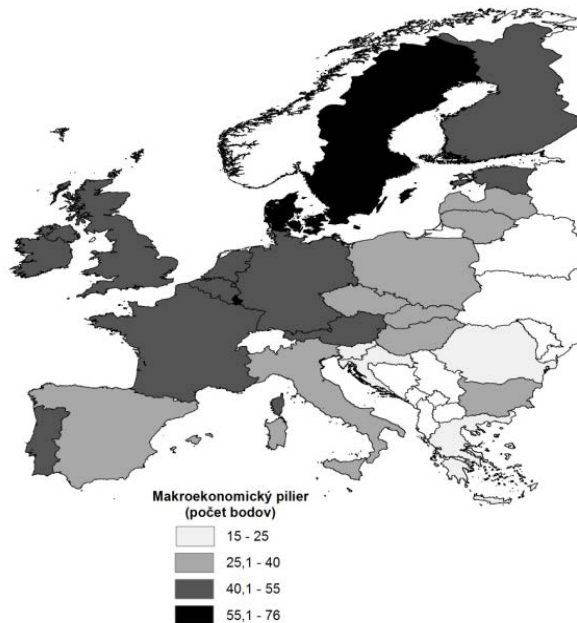 Makroekonomický pilier
(počet bodov)
15 - 25
25,1 - 40
40,1 - 55
55,1 - 76